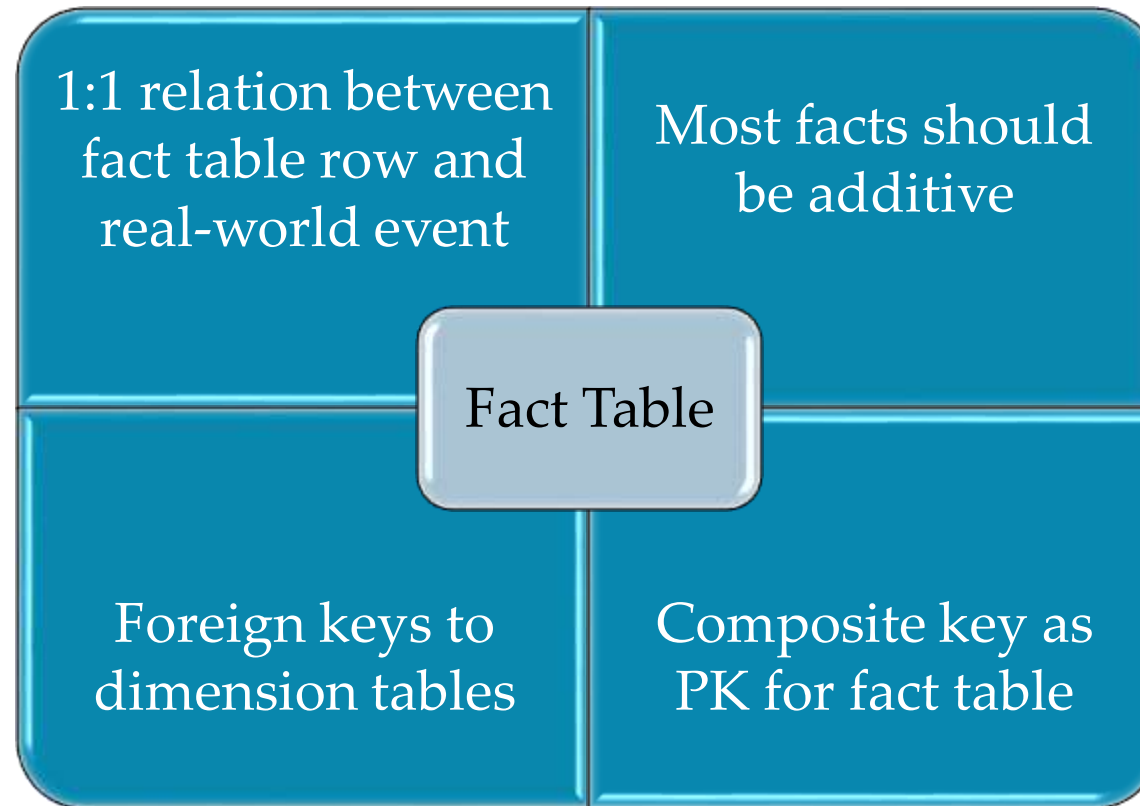 1:1 relation between
fact table row and
real-world event
Most facts should
be additive
Fact Table
Foreign keys to
dimension tables
Composite key as
PK for fact table